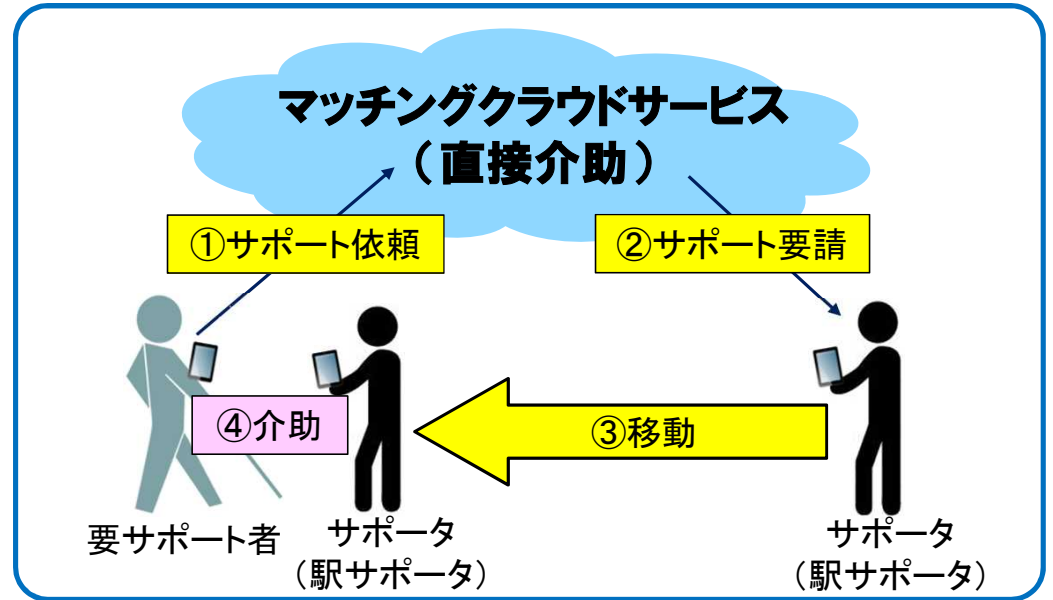 マッチングクラウドサービス
（直接介助）
①サポート依頼
②サポート要請
④介助
③移動
要サポート者
サポータ
（駅サポータ）
サポータ
（駅サポータ）